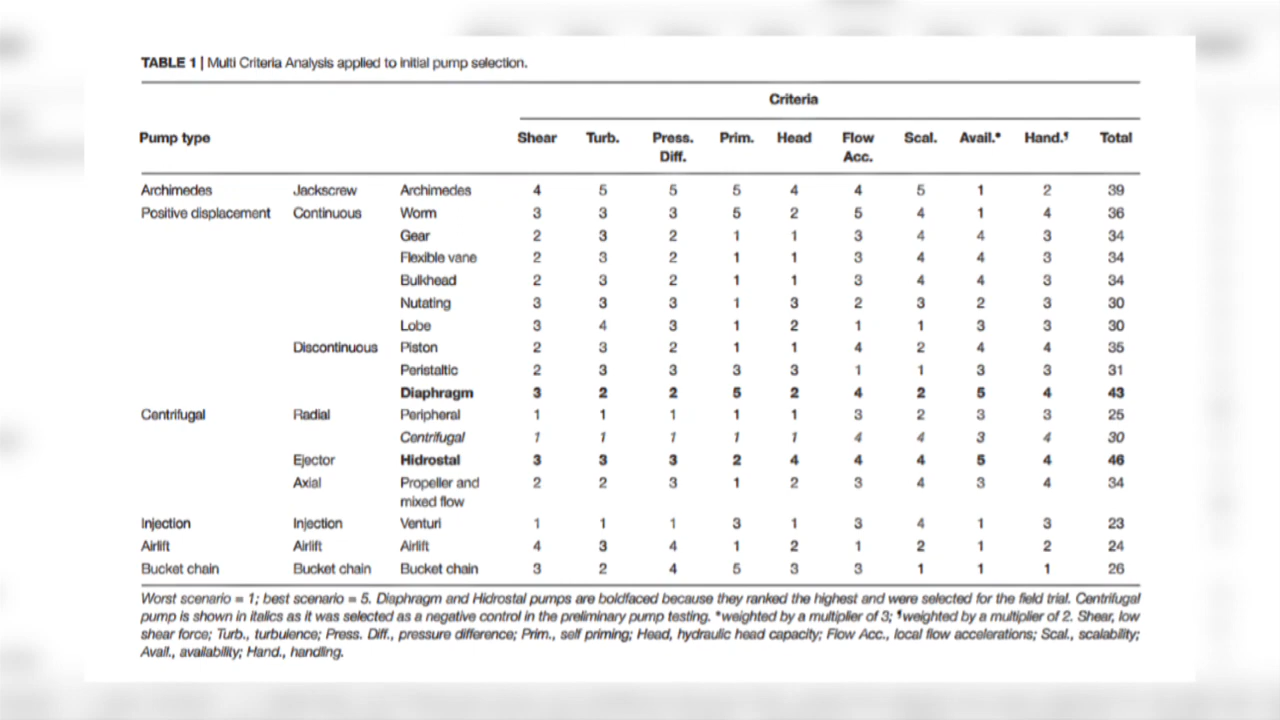 TABLE 1 | Multi Criteria Analysis applied to initial pump selection.
Criteria
Pump type Shear Turb. Press. Diff. Prim. Head Flow Acc. Scal. Avail.* Hand.¶ Total
Archimedes Jackscrew Archimedes 4 5 5 5 4 4 5 1 2 39
Positive displacement Continuous Worm 3 3 3 5 2 5 4 1 4 36
Gear 2 3 2 1 1 3 4 4 3 34
Flexible vane 2 3 2 1 1 3 4 4 3 34
Bulkhead 2 3 2 1 1 3 4 4 3 34
Nutating 3 3 3 1 3 2 3 2 3 30
Lobe 3 4 3 1 2 1 1 3 3 30
Discontinuous Piston 2 3 2 1 1 4 2 4 4 35
Peristaltic 2 3 3 3 3 1 1 3 3 31
Diaphragm 3 2 2 5 2 4 2 5 4 43
Centrifugal Radial Peripheral 1 1 1 1 1 3 2 3 3 25
Centrifugal 1 1 1 1 1 4 4 3 4 30
Ejector Hidrostal 3 3 3 2 4 4 4 5 4 46
Axial Propeller and mixed flow 2 2 3 1 2 3 4 3 4 34
Injection Injection Venturi 1 1 1 3 1 3 4 1 3 23
Airlift Airlift Airlift 4 3 4 1 2 1 2 1 2 24
Bucket chain Bucket chain Bucket chain 3 2 4 5 3 3 1 1 1 26
Worst scenario = 1; best scenario = 5. Diaphragm and Hidrostal pumps are boldfaced because they ranked the highest and were selected for the field trial. Centrifugal
pump is shown in italics as it was selected as a negative control in the preliminary pump testing. *weighted by a multiplier of 3; ¶weighted by a multiplier of 2. Shear, low
shear force; Turb., turbulence; Press. Diff., pressure difference; Prim., self priming; Head, hydraulic head capacity; Flow Acc., local flow accelerations; Scal., scalability;
Avail., availability; Hand., handling.